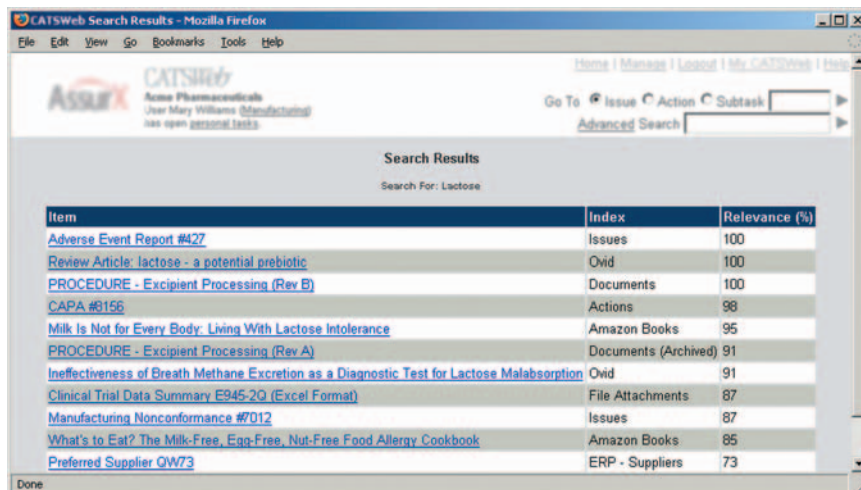 CATSWeb Search Results - Mozilla Firefox
File Edit View Go Bookmarks Tools Help
Home | Manage | Logout | My CATSWeb | Help
AssurX
CATSWeb
Acme Pharmaceuticals
User Mary Williams (Manufacturing)
has open personal tasks.
Go To Issue Action Subtask
Advanced Search
Search Results
Search For: Lactose
Item Index Relevance (%)
Adverse Event Report #427 Issues 100
Review Article: lactose - a potential prebiotic Ovid 100
PROCEDURE - Excipient Processing (Rev B) Documents 100
CAPA #8156 Actions 98
Milk Is Not for Every Body: Living With Lactose Intolerance Amazon Books 95
PROCEDURE - Excipient Processing (Rev A) Documents (Archived) 91
Ineffectiveness of Breath Methane Excretion as a Diagnostic Test for Lactose Malabsorption Ovid 91
Clinical Trial Data Summary E945-2Q (Excel Format) File Attachments 87
Manufacturing Nonconformance #7012 Issues 87
What's to Eat? The Milk-Free, Egg-Free, Nut-Free Food Allergy Cookbook Amazon Books 85
Preferred Supplier QW73 ERP - Suppliers 73
Done